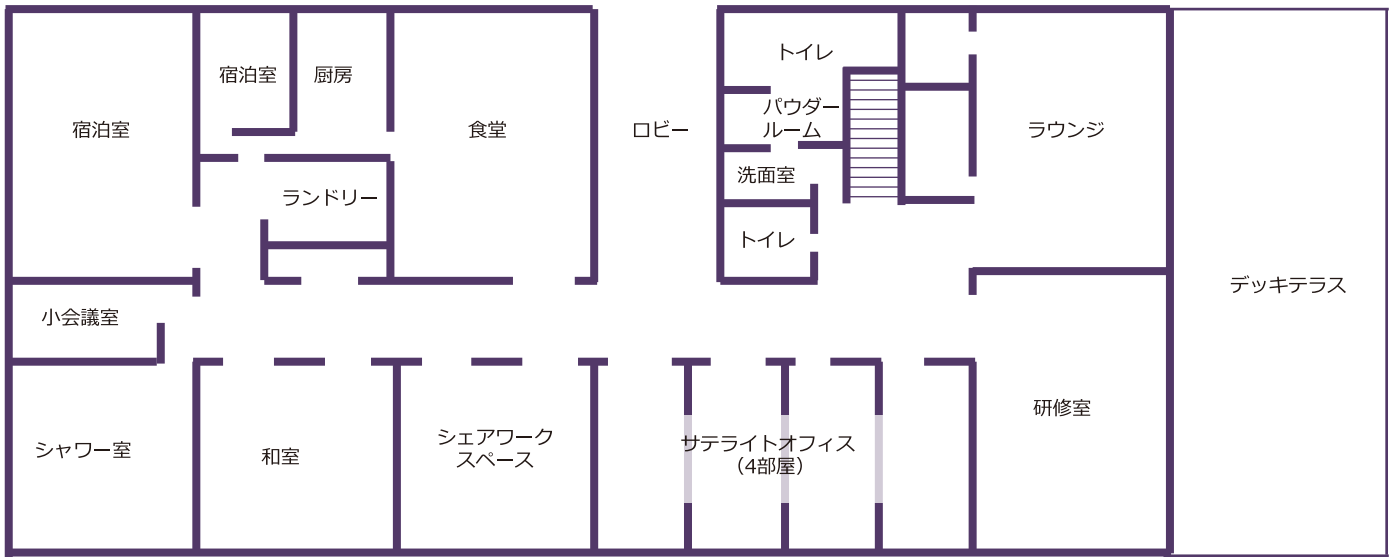 宿泊室
宿泊室
厨房
食堂
ロビー
トイレ
パウダー
ルーム
洗面室
トイレ
ラウンジ
ランドリー
デッキテラス
小会議室
シャワー室
和室
シェアワーク
スペース
サテライトオフィス
(4部屋)
研修室